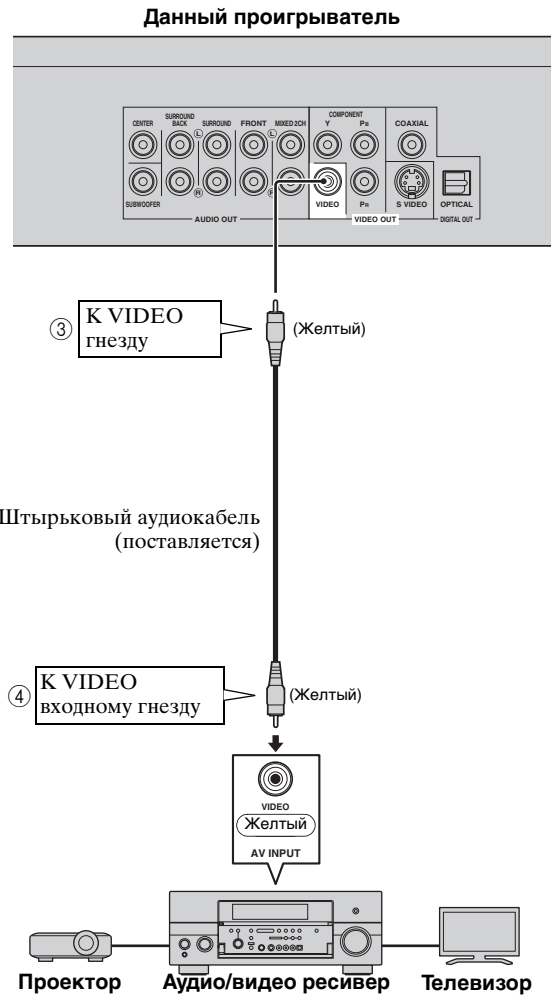 Данный проигрыватель
COMPONENT
CENTER SURROUND BACK SURROUND FRONT MIXED 2CH Y PB COAXIAL
L L
R R
SUBWOOFER VIDEO PR S VIDEO OPTICAL
AUDIO OUT VIDEO OUT DIGITAL OUT
③ K VIDEO
гнезду
(Желтый)
Штырьковый аудиокабель
(поставляется)
④ K VIDEO
входному гнезду
(Желтый)
VIDEO
Желтый
AV INPUT
Проектор Аудио/видео ресивер Телевизор